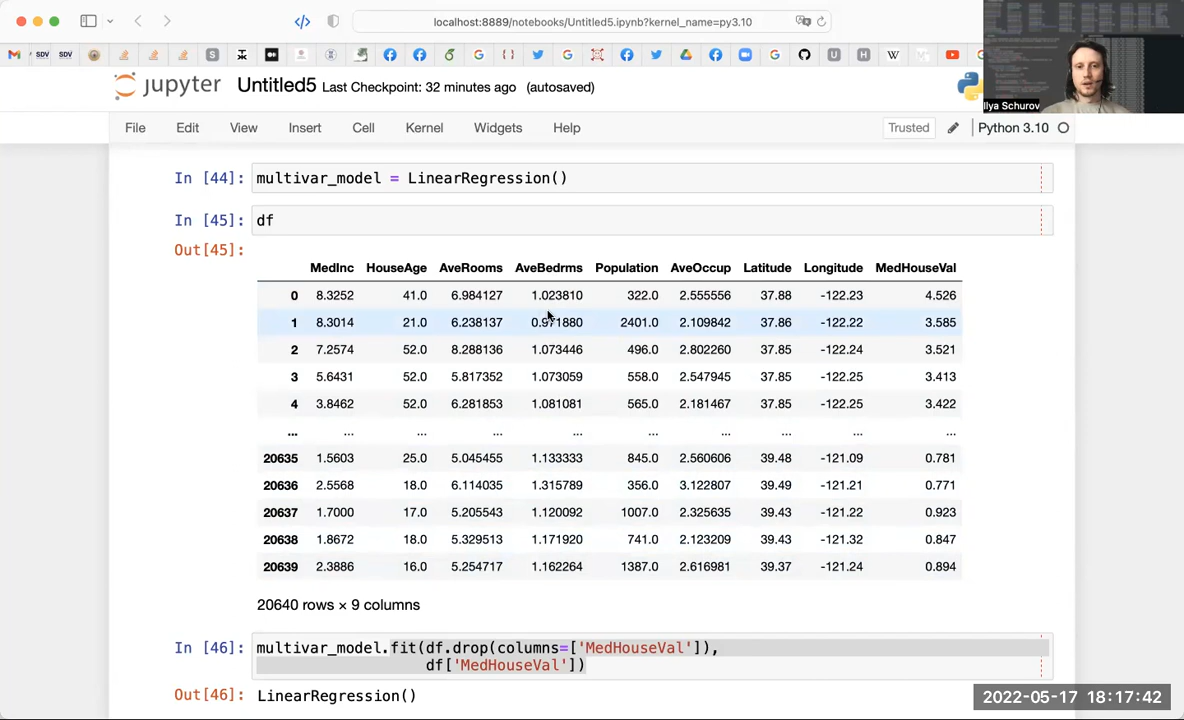 localhost:8889/notebooks/Untitled5.ipynb?kernel_name=py3.10
SDV SDV
Ilya Schurov
jupyter Untitled5 Last Checkpoint: 32 minutes ago (autosaved)
File Edit View Insert Cell Kernel Widgets Help Trusted Python 3.10
In [44]: multivar_model = LinearRegression()
In [45]: df
Out[45]:
MedInc HouseAge AveRooms AveBedrms Population AveOccup Latitude Longitude MedHouseVal
0 8.3252 41.0 6.984127 1.023810 322.0 2.555556 37.88 -122.23 4.526
1 8.3014 21.0 6.238137 0.971880 2401.0 2.109842 37.86 -122.22 3.585
2 7.2574 52.0 8.288136 1.073446 496.0 2.802260 37.85 -122.24 3.521
3 5.6431 52.0 5.817352 1.073059 558.0 2.547945 37.85 -122.25 3.413
4 3.8462 52.0 6.281853 1.081081 565.0 2.181467 37.85 -122.25 3.422
... ... ... ... ... ... ... ... ... ...
20635 1.5603 25.0 5.045455 1.133333 845.0 2.560606 39.48 -121.09 0.781
20636 2.5568 18.0 6.114035 1.315789 356.0 3.122807 39.49 -121.21 0.771
20637 1.7000 17.0 5.205543 1.120092 1007.0 2.325635 39.43 -121.22 0.923
20638 1.8672 18.0 5.329513 1.171920 741.0 2.123209 39.43 -121.32 0.847
20639 2.3886 16.0 5.254717 1.162264 1387.0 2.616981 39.37 -121.24 0.894
20640 rows × 9 columns
In [46]: multivar_model.fit(df.drop(columns=['MedHouseVal']),
df['MedHouseVal'])
Out[46]: LinearRegression()
2022-05-17 18:17:42